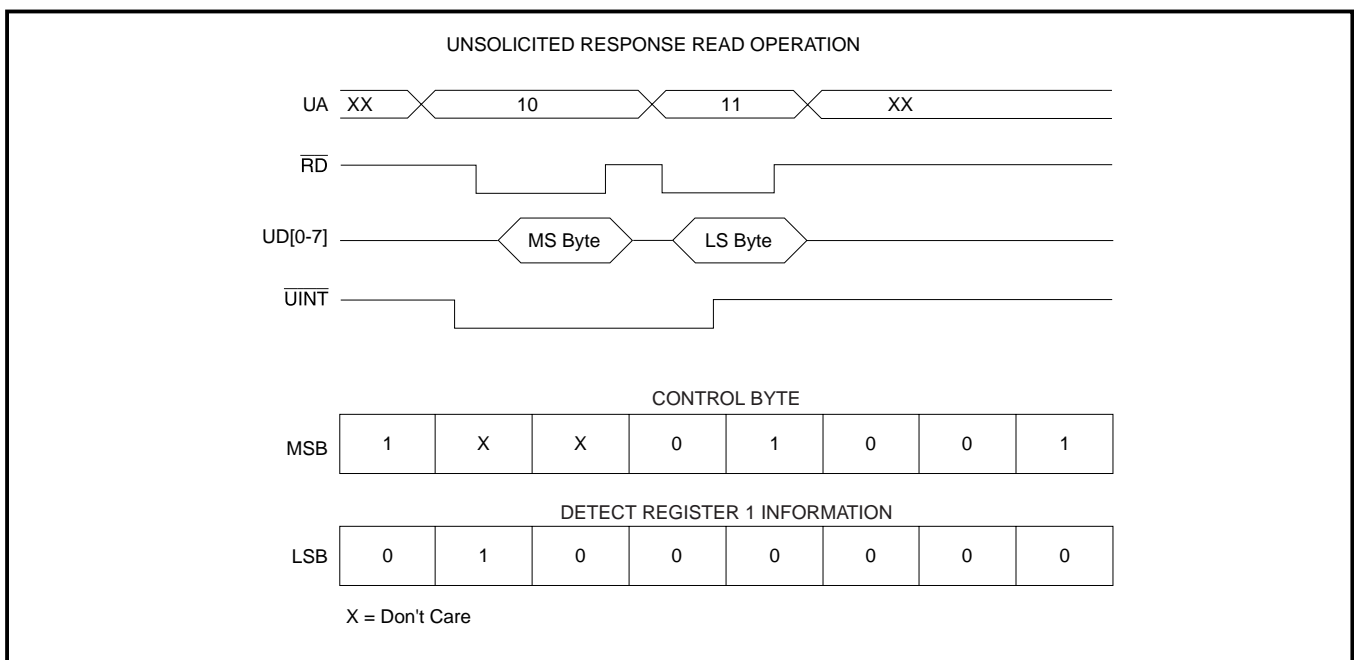 UNSOLICITED RESPONSE READ OPERATION
UA XX 10 11 XX
RD
UD[0-7] MS Byte LS Byte
UINT
CONTROL BYTE
MSB 1 X X 0 1 0 0 1
DETECT REGISTER 1 INFORMATION
LSB 0 1 0 0 0 0 0 0
X = Don't Care